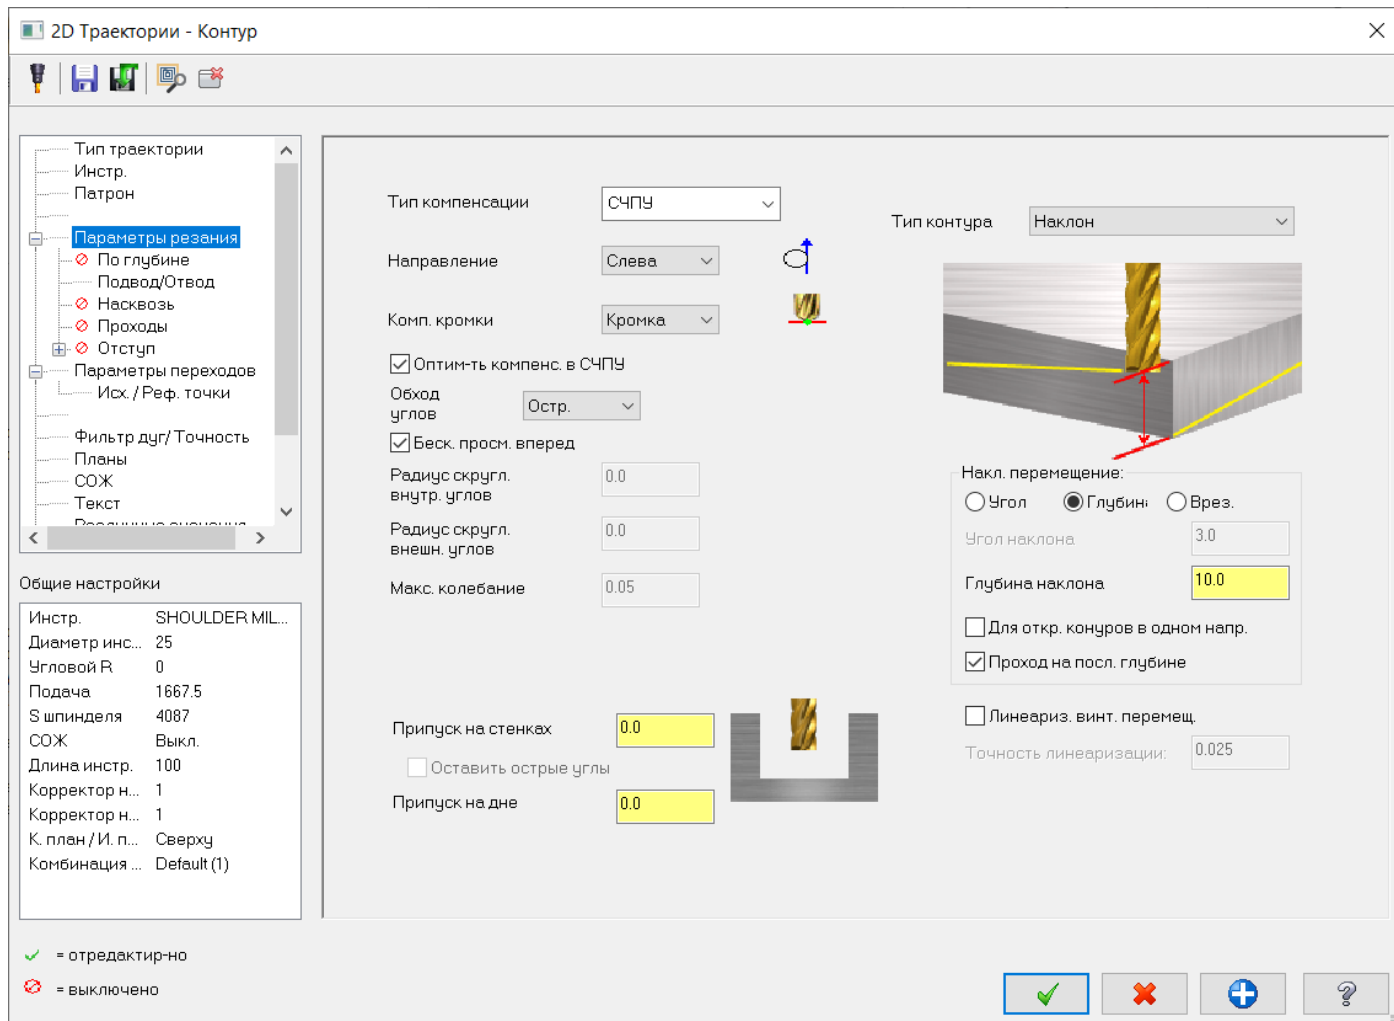 2D Траектории - Контур
Тип траектории
Инстр.
Патрон
Параметры резания
По глубине
Подвод/Отвод
Насквозь
Проходы
Отступ
Параметры переходов
Исх. / Реф. точки
Фильтр дуг/ Точность
Планы
СОЖ
Текст
Общие настройки
Инстр. SHOULDER MIL...
Диаметр инс... 25
Угловой R 0
Подача 1667.5
S шпинделя 4087
СОЖ Выкл.
Длина инстр. 100
Корректор н... 1
Корректор н... 1
К. план / И. п... Сверху
Комбинация ... Default (1)
= отредактир-но
= выключено
Тип компенсации СЧПУ
Направление Слева
Комп. кромки Кромка
Оптим-ть компенс. в СЧПУ
Обход
углов Остр.
Беск. просм. вперед
Радиус скругл.
внутр. углов 0.0
Радиус скругл.
внешн. углов 0.0
Макс. колебание 0.05
Припуск на стенках 0.0
Оставить острые углы
Припуск на дне 0.0
Тип контура Наклон
Накл. перемещение:
Угол Глубин Врез.
Угол наклона 3.0
Глубина наклона 10.0
Для откр. конуров в одном напр.
Проход на посл. глубине
Линеариз. винт. перемещ.
Точность линеаризации: 0.025